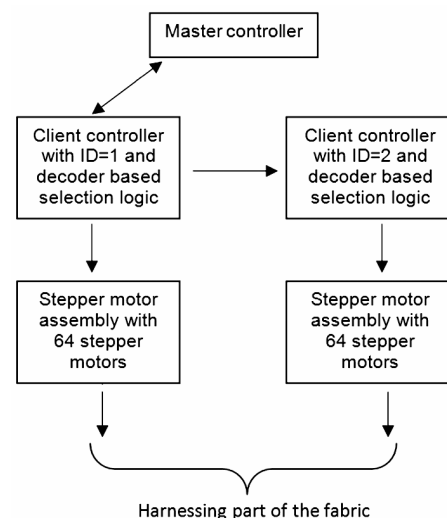 Master controller
Client controller
with ID=1 and
decoder based
selection logic
Client controller
with ID=2 and
decoder based
selection logic
Stepper motor
assembly with
64 stepper
motors
Stepper motor
assembly with
64 stepper
motors
Harnessing part of the fabric